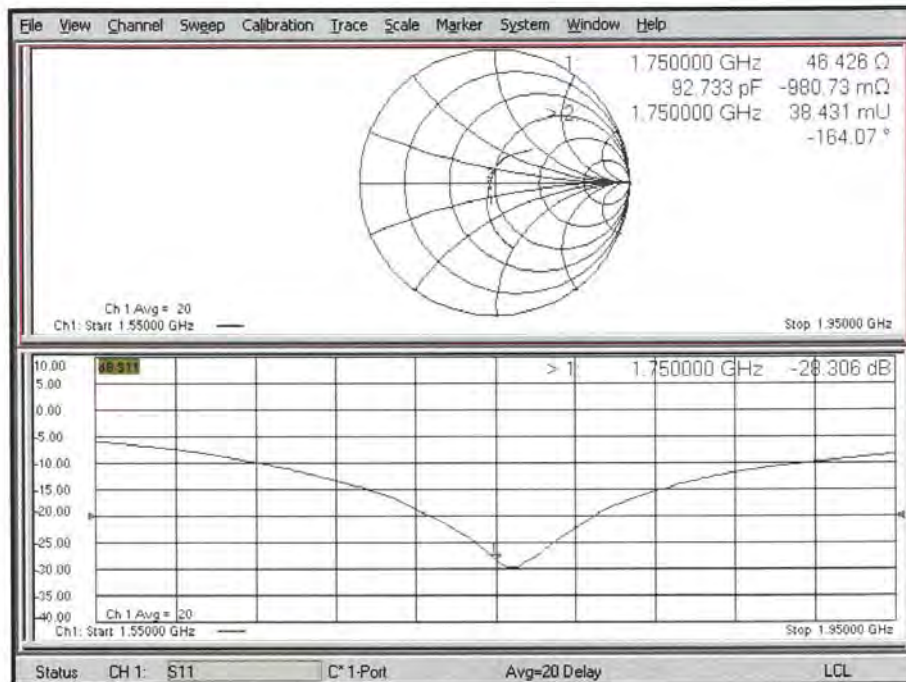 File View Channel Sweep Calibration Trace Scale Marker System Window Help
1: 1.750000 GHz 46.426 Ω
92.733 pF -980.73 mΩ
> 2: 1.750000 GHz 38.431 mU
-164.07 °
Ch 1 Avg = 20
Ch1: Start 1.55000 GHz
Stop 1.95000 GHz
10.00 dB S11 > 1: 1.750000 GHz -28.306 dB
5.00
0.00
-5.00
-10.00
-15.00
-20.00
-25.00
-30.00
-35.00
-40.00
Ch 1 Avg = 20
Ch1: Start 1.55000 GHz
Stop 1.95000 GHz
Status CH 1: S11 C* 1-Port Avg=20 Delay LCL